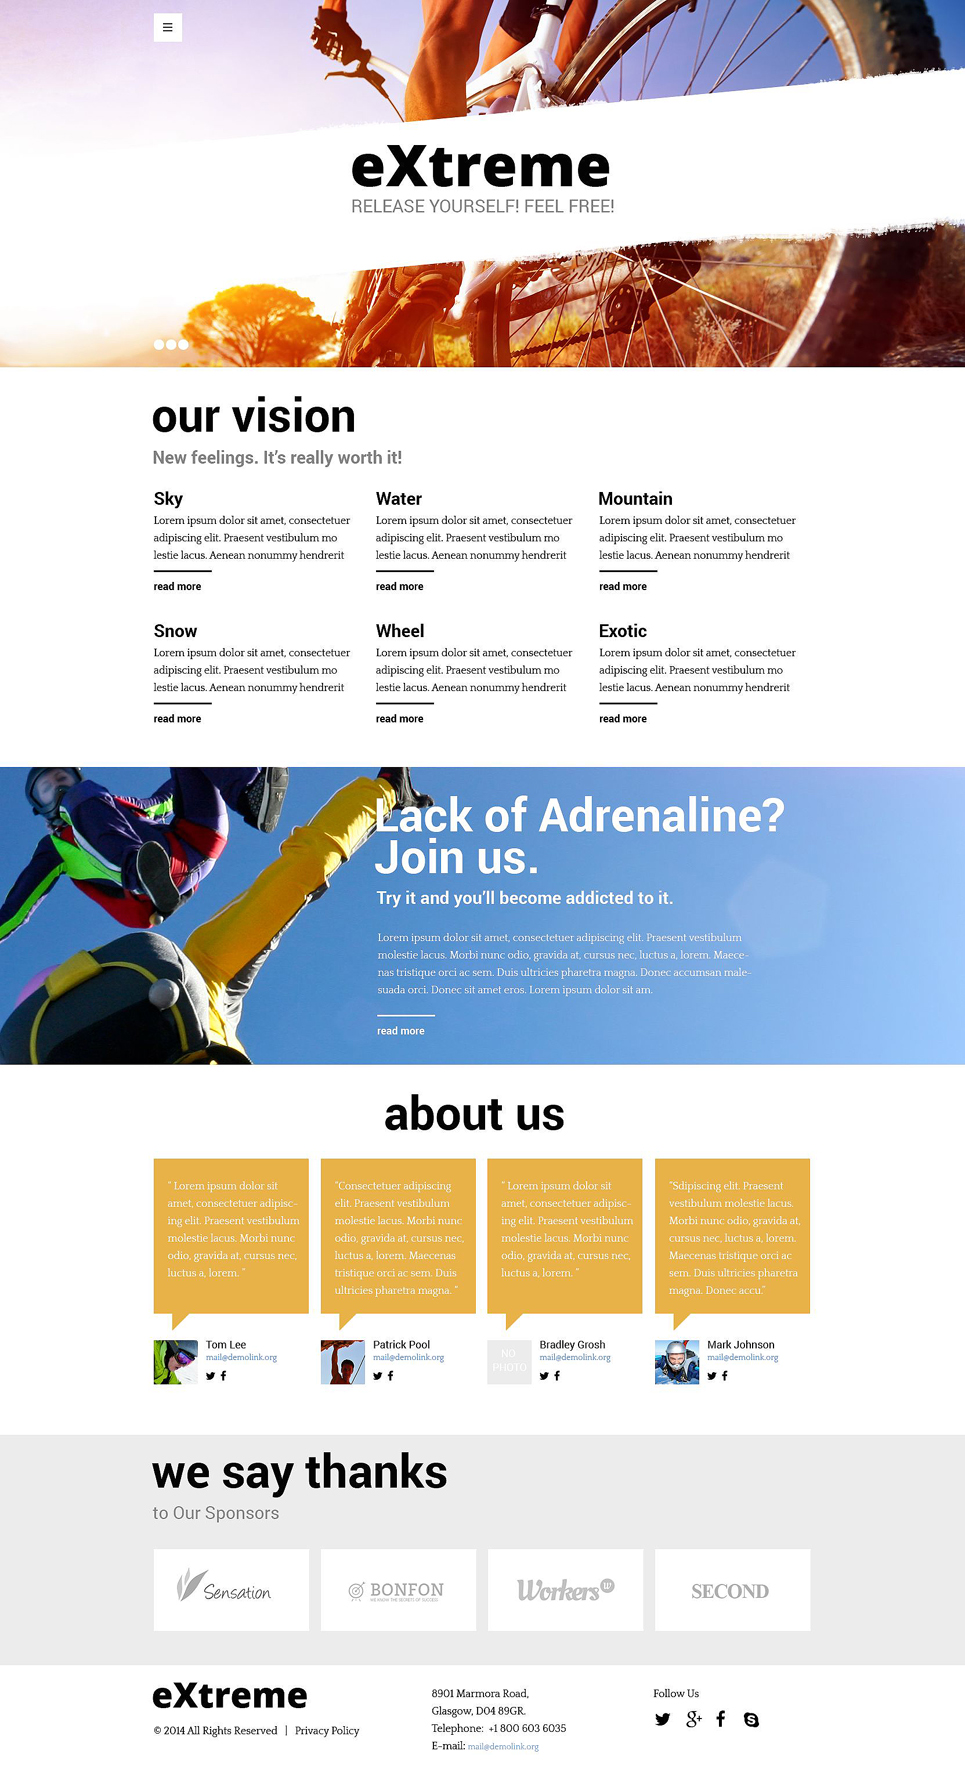 eXtreme
RELEASE YOURSELF! FEEL FREE!
our vision
New feelings. It's really worth it!
Sky
Lorem ipsum dolor sit amet, consectetuer
adipiscing elit. Praesent vestibulum mo
lestie lacus. Aenean nonummy hendrerit
read more
Water
Lorem ipsum dolor sit amet, consectetuer
adipiscing elit. Praesent vestibulum mo
lestie lacus. Aenean nonummy hendrerit
read more
Mountain
Lorem ipsum dolor sit amet, consectetuer
adipiscing elit. Praesent vestibulum mo
lestie lacus. Aenean nonummy hendrerit
read more
Snow
Lorem ipsum dolor sit amet, consectetuer
adipiscing elit. Praesent vestibulum mo
lestie lacus. Aenean nonummy hendrerit
read more
Wheel
Lorem ipsum dolor sit amet, consectetuer
adipiscing elit. Praesent vestibulum mo
lestie lacus. Aenean nonummy hendrerit
read more
Exotic
Lorem ipsum dolor sit amet, consectetuer
adipiscing elit. Praesent vestibulum mo
lestie lacus. Aenean nonummy hendrerit
read more
Lack of Adrenaline?
Join us.
Try it and you'll become addicted to it.
Lorem ipsum dolor sit amet, consectetuer adipiscing elit. Praesent vestibulum
molestie lacus. Morbi nunc odio, gravida at, cursus nec, luctus a, lorem. Maece-
nas tristique orci ac sem. Duis ultricies pharetra magna. Donec accumsan male-
suada orci. Donec sit amet eros. Lorem ipsum dolor sit am.
read more
about us
" Lorem ipsum dolor sit
amet, consectetuer adipisc-
ing elit. Praesent vestibulum
molestie lacus. Morbi nunc
odio, gravida at, cursus nec,
luctus a, lorem. "
Tom Lee
mail@demolink.org
"Consectetuer adipiscing
elit. Praesent vestibulum
molestie lacus. Morbi nunc
odio, gravida at, cursus nec,
luctus a, lorem. Maecenas
tristique orci ac sem. Duis
ultricies pharetra magna. "
Patrick Pool
mail@demolink.org
" Lorem ipsum dolor sit
amet, consectetuer adipisc-
ing elit. Praesent vestibulum
molestie lacus. Morbi nunc
odio, gravida at, cursus nec,
luctus a, lorem. "
NO
PHOTO
Bradley Grosh
mail@demolink.org
"Sdipiscing elit. Praesent
vestibulum molestie lacus.
Morbi nunc odio, gravida at,
cursus nec, luctus a, lorem.
Maecenas tristique orci ac
sem. Duis ultricies pharetra
magna. Donec accu."
Mark Johnson
mail@demolink.org
we say thanks
to Our Sponsors
Sensation
BONFON
WE KNOW THE SECRETS OF SUCCESS
Workers W
SECOND
eXtreme
© 2014 All Rights Reserved | Privacy Policy
8901 Marmora Road,
Glasgow, D04 89GR.
Telephone: +1 800 603 6035
E-mail: mail@demolink.org
Follow Us